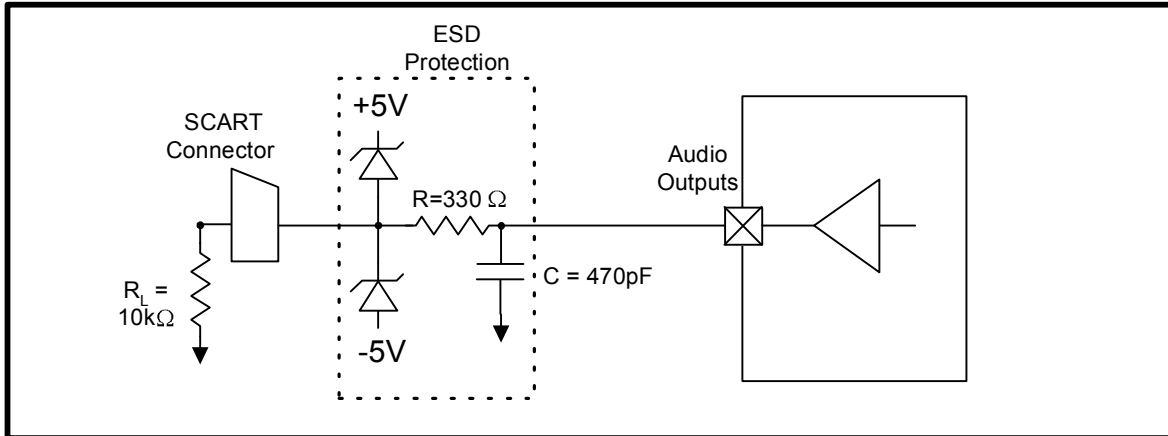 ESD
Protection
+5V
SCART
Connector
Audio
Outputs
R=330 Ω
C = 470pF
R_L =
10kΩ
-5V